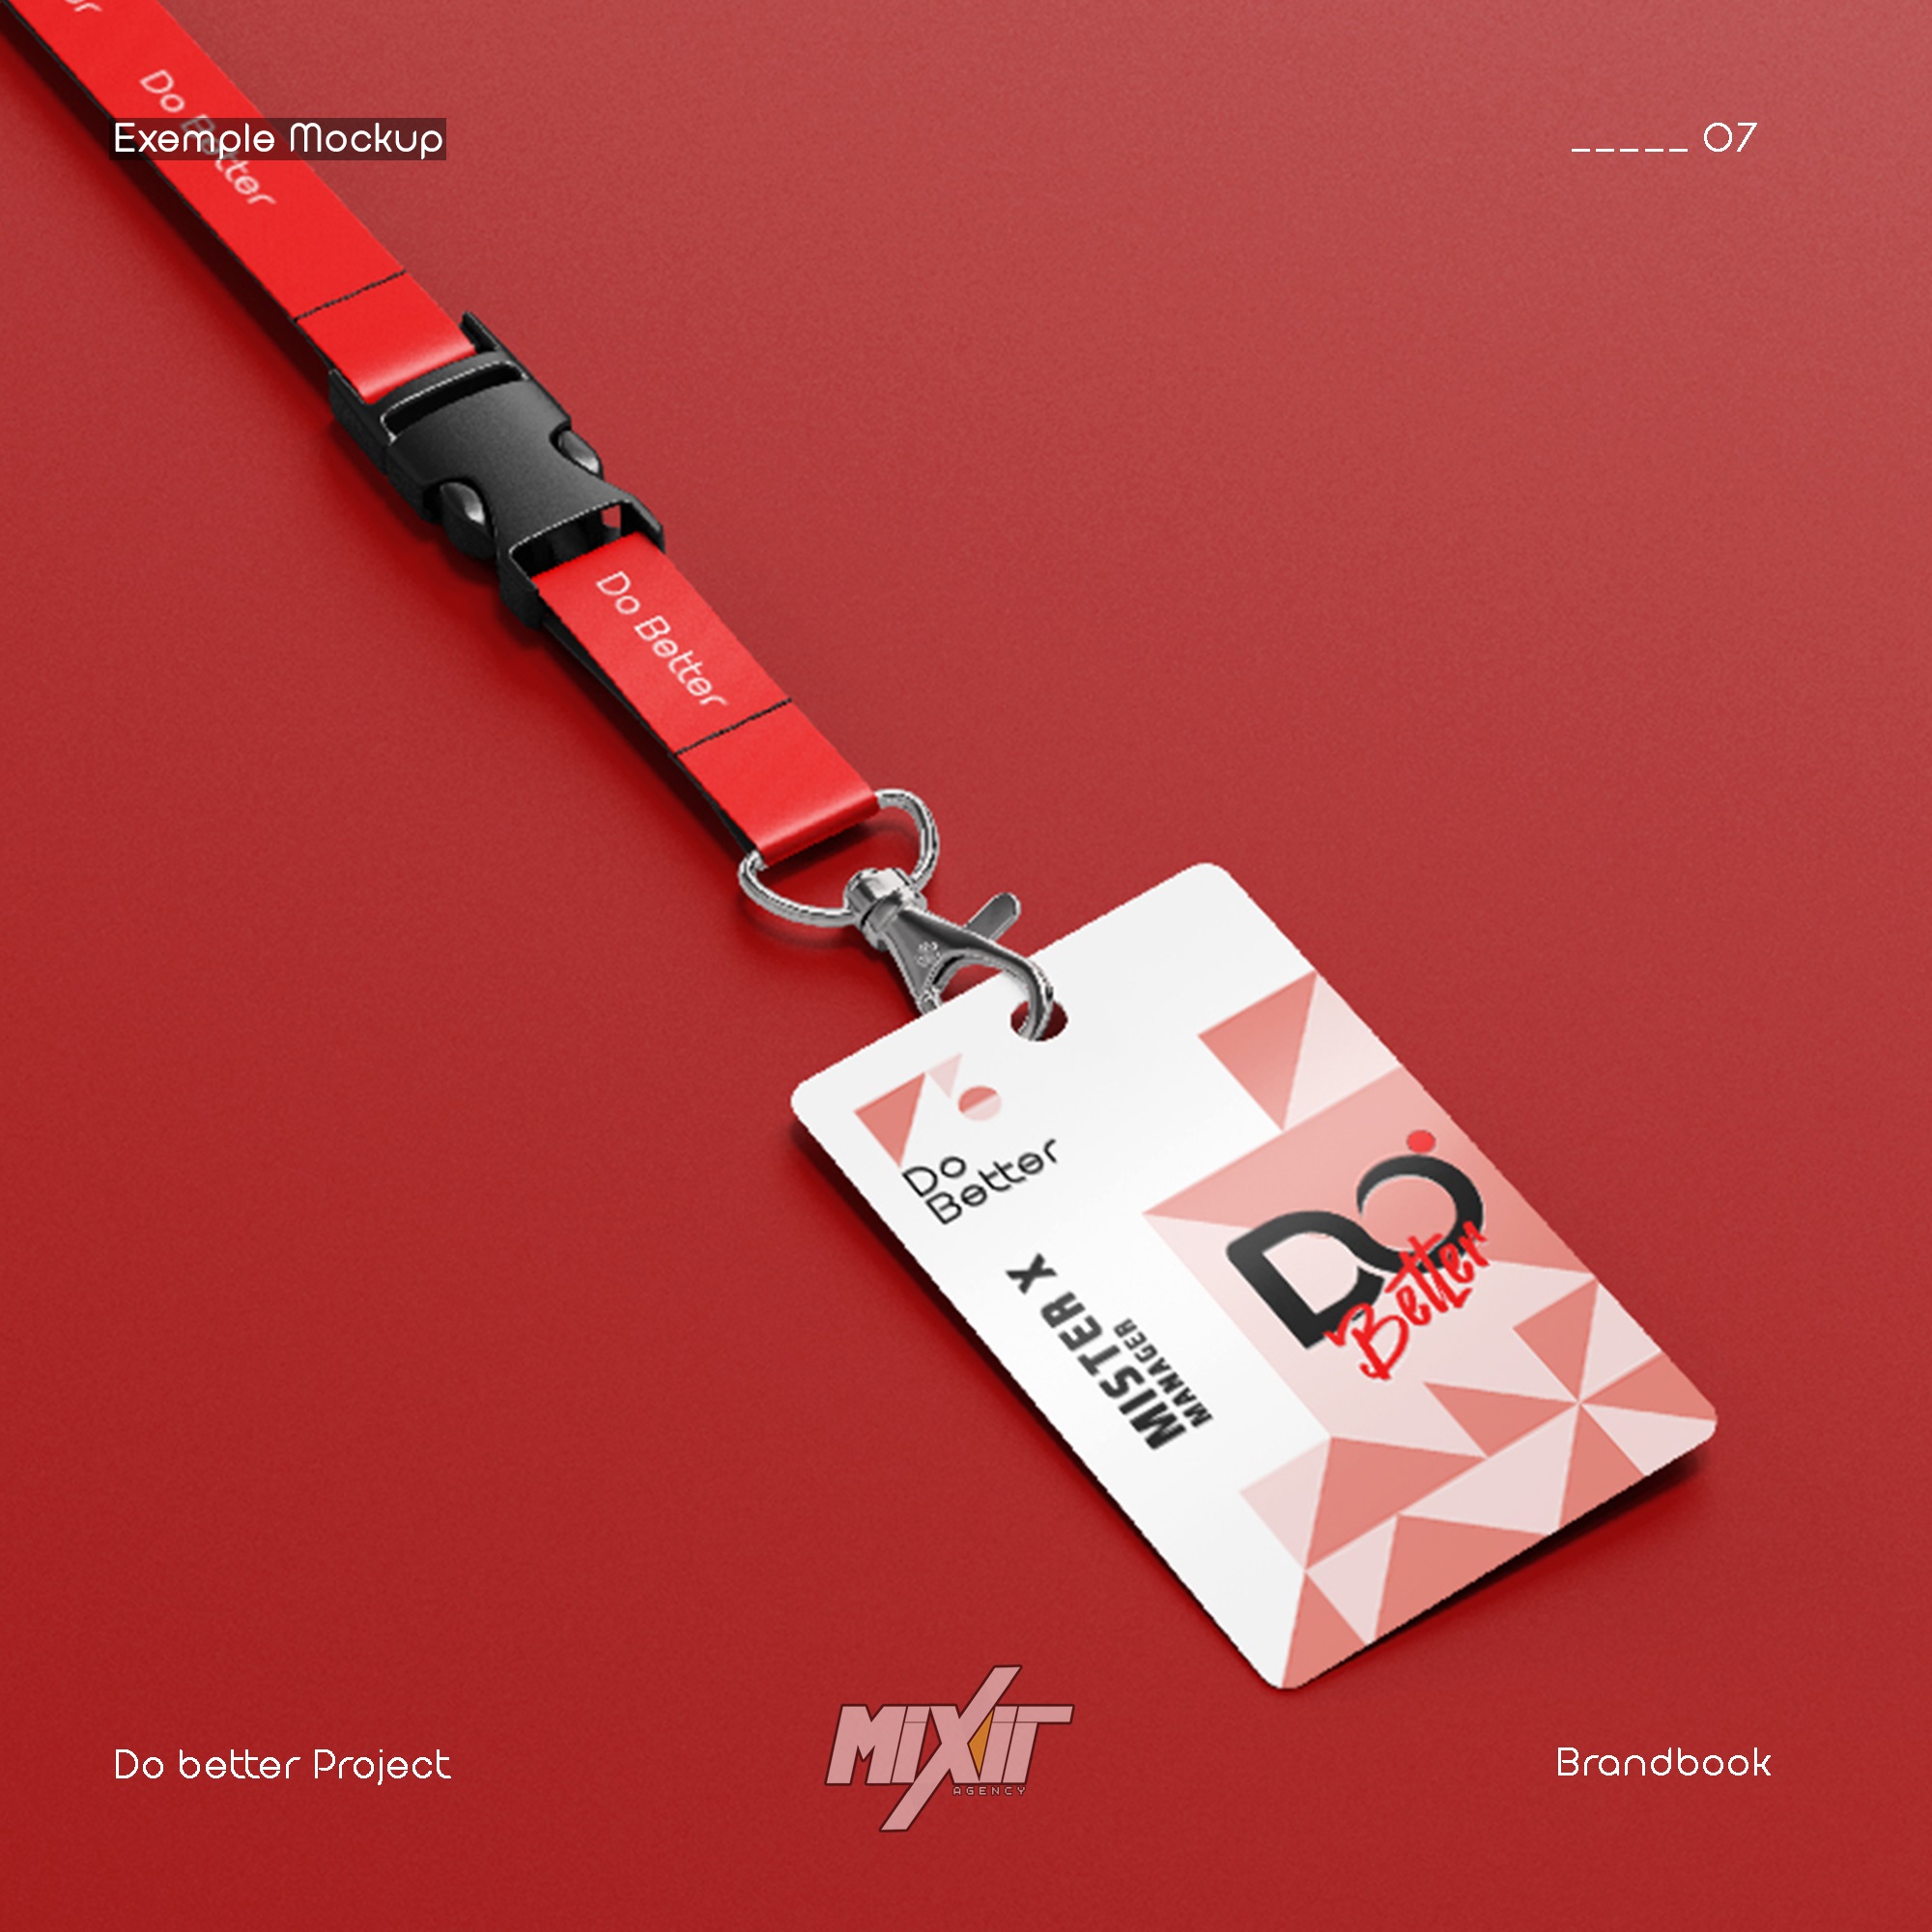 or
Do Better
Exemple Mockup
_____ 07
Do Better
Do
Better
MISTER X
MANAGER
DO
Better
Do better Project
MIXIT
AGENCY
Brandbook